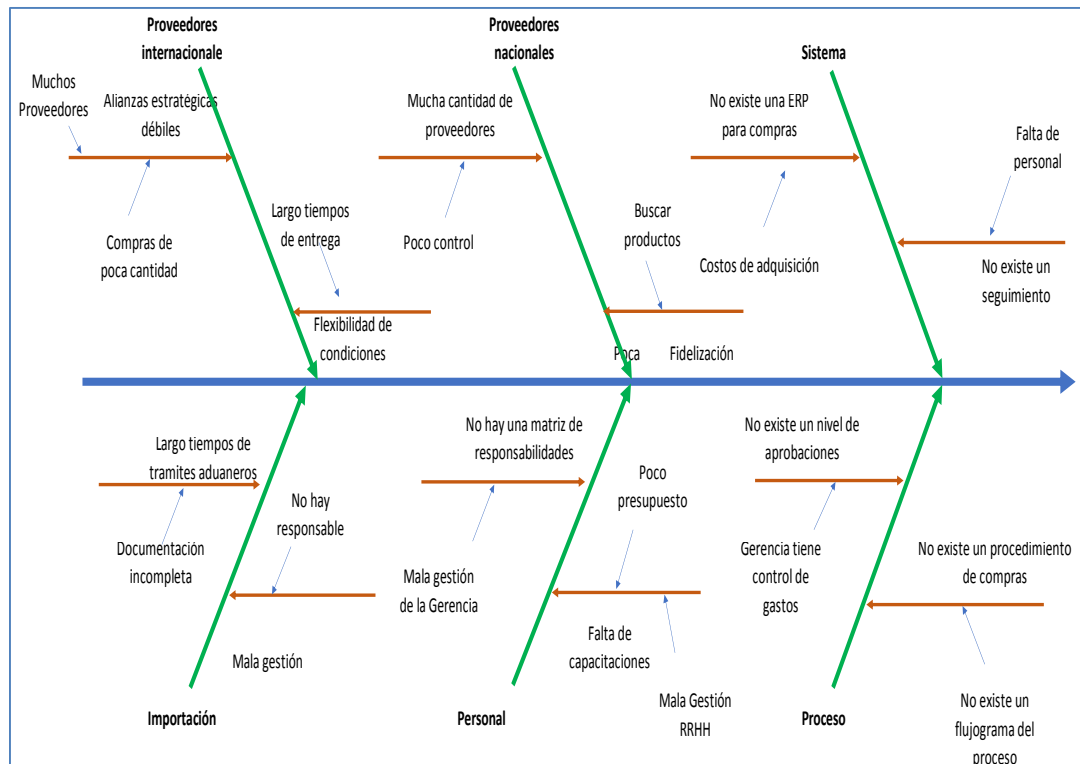 Proveedores
internacionale
Proveedores
nacionales
Sistema
Muchos
Proveedores
Alianzas estratégicas
débiles
Mucha cantidad de
proveedores
No existe una ERP
para compras
Falta de
personal
Compras de
poca cantidad
Largo tiempos
de entrega
Poco control
Buscar
productos
Costos de adquisición
No existe un
seguimiento
Flexibilidad de
condiciones
Poca Fidelización
Largo tiempos de
tramites aduaneros
No hay una matriz de
responsabilidades
No existe un nivel de
aprobaciones
No hay
responsable
Poco
presupuesto
Documentación
incompleta
Mala gestión
de la Gerencia
Gerencia tiene
control de
gastos
No existe un procedimiento
de compras
Mala gestión
Falta de
capacitaciones
Mala Gestión
RRHH
No existe un
flujograma del
proceso
Importación
Personal
Proceso